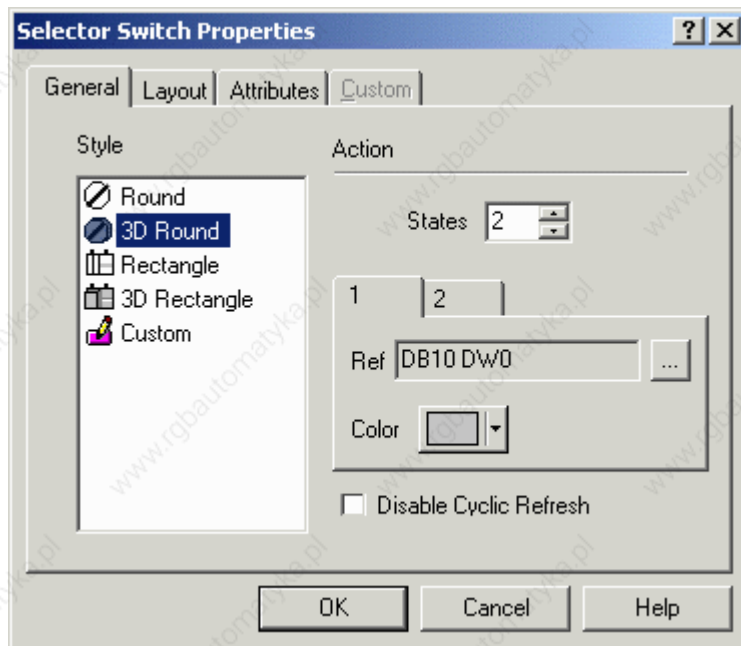 Selector Switch Properties
General Layout Attributes Custom
Style
Round
3D Round
Rectangle
3D Rectangle
Custom
Action
States 2
1 2
Ref DB10 DW0 ...
Color
Disable Cyclic Refresh
OK Cancel Help
www.rgbautomatyka.pl